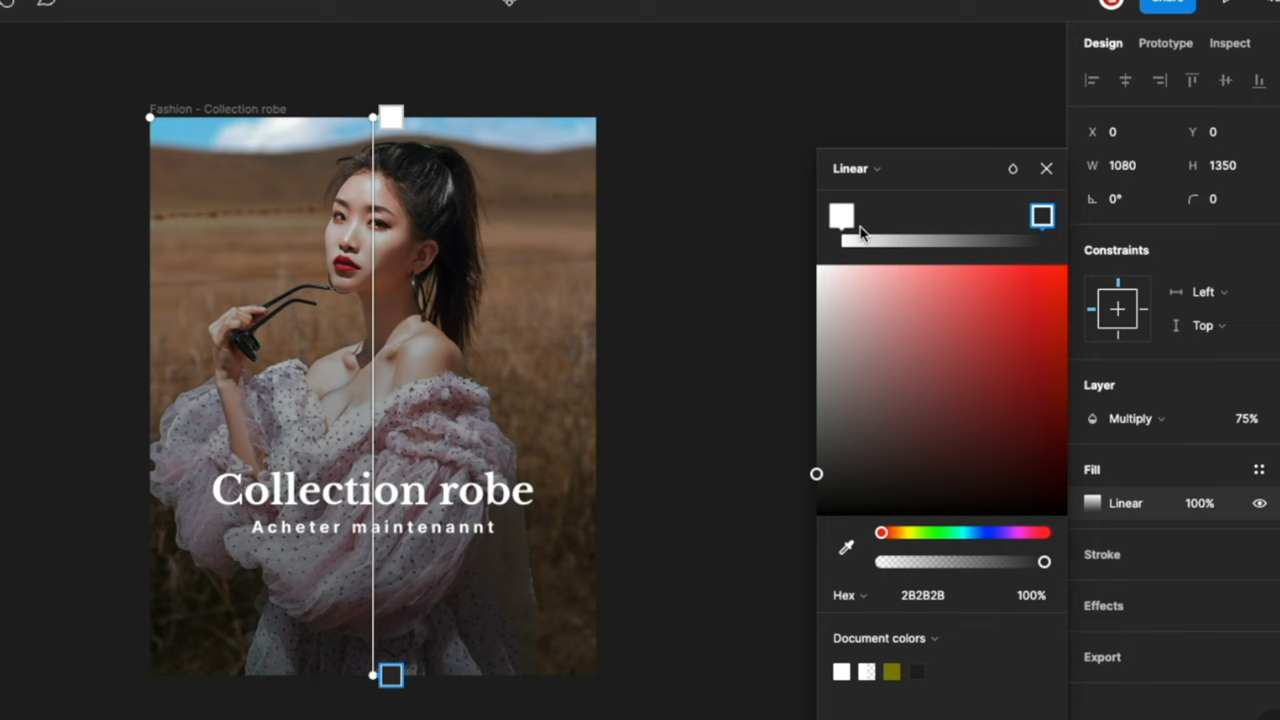 Share
Design Prototype Inspect
Fashion - Collection robe
X 0 Y 0
W 1080 H 1350
0° 0
Linear
Constraints
Left
Top
Layer
Multiply 75%
Fill
Linear 100%
Collection robe
Acheter maintenannt
Stroke
Hex 2B2B2B 100%
Effects
Document colors
Export